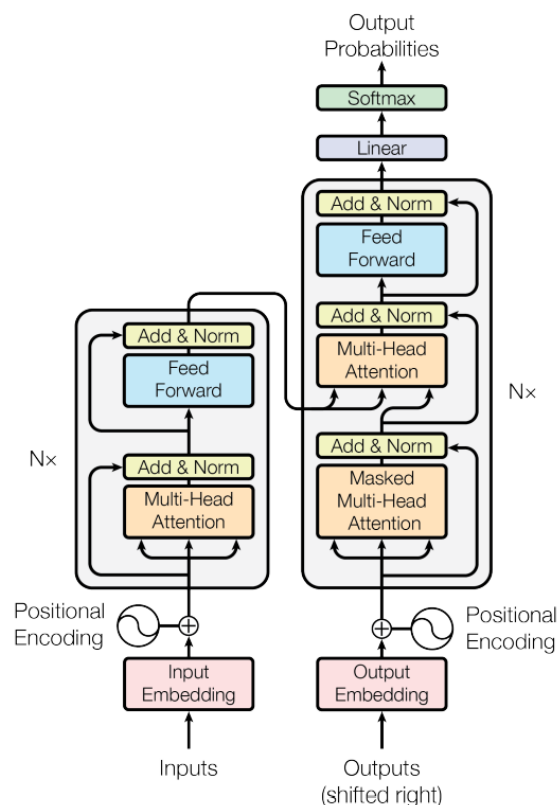 Output
Probabilities
Softmax
Linear
Add & Norm
Feed
Forward
Add & Norm
Multi-Head
Attention
Add & Norm
Masked
Multi-Head
Attention
Nx
Add & Norm
Feed
Forward
Add & Norm
Multi-Head
Attention
N×
Positional
Encoding
Positional
Encoding
Input
Embedding
Output
Embedding
Inputs
Outputs
(shifted right)